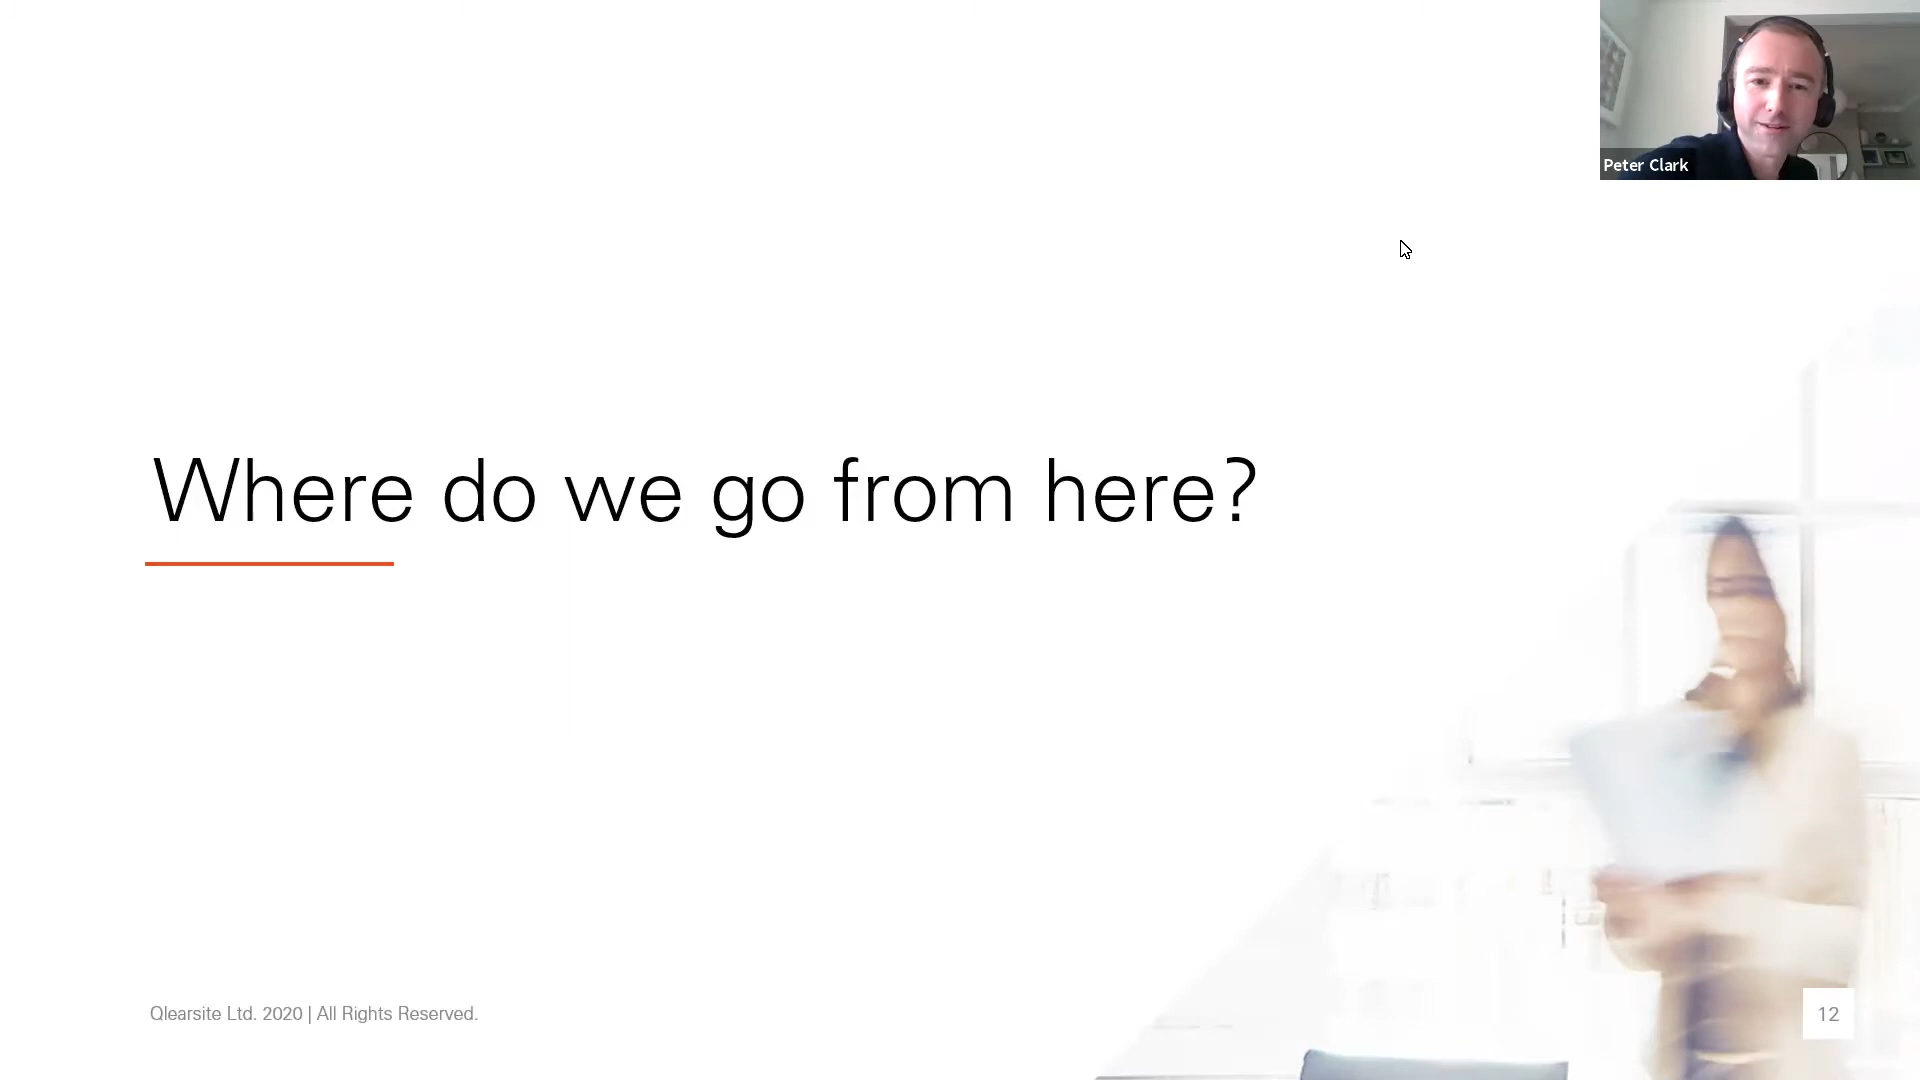 Peter Clark
Where do we go from here?
Qlearsite Ltd. 2020 | All Rights Reserved.
12